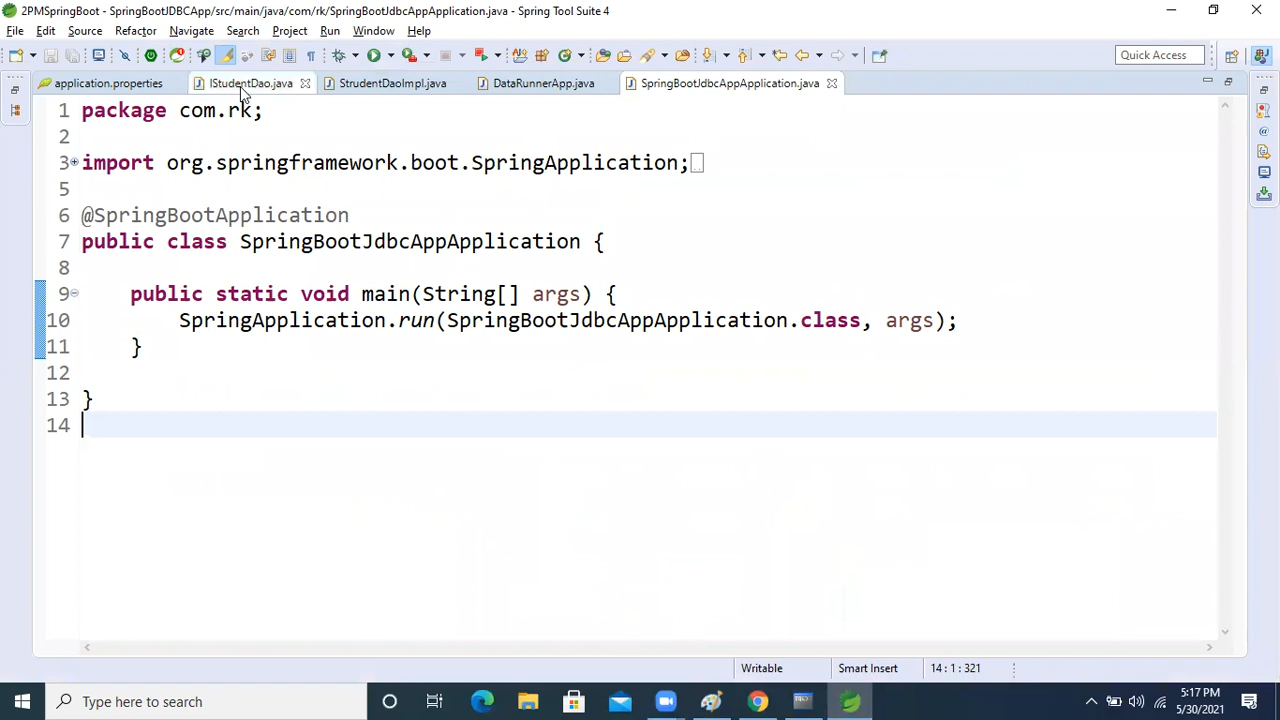 2PMSpringBoot - SpringBootJDBCApp/src/main/java/com/rk/SpringBootJdbcAppApplication.java - Spring Tool Suite 4
File Edit Source Refactor Navigate Search Project Run Window Help
Quick Access
application.properties IStudentDao.java StrudentDaoImpl.java DataRunnerApp.java SpringBootJdbcAppApplication.java
1 package com.rk;
2
3 import org.springframework.boot.SpringApplication;
5
6 @SpringBootApplication
7 public class SpringBootJdbcAppApplication {
8
9 public static void main(String[] args) {
10 SpringApplication.run(SpringBootJdbcAppApplication.class, args);
11 }
12
13 }
14
Writable Smart Insert 14 : 1 : 321
Type here to search
5:17 PM
5/30/2021